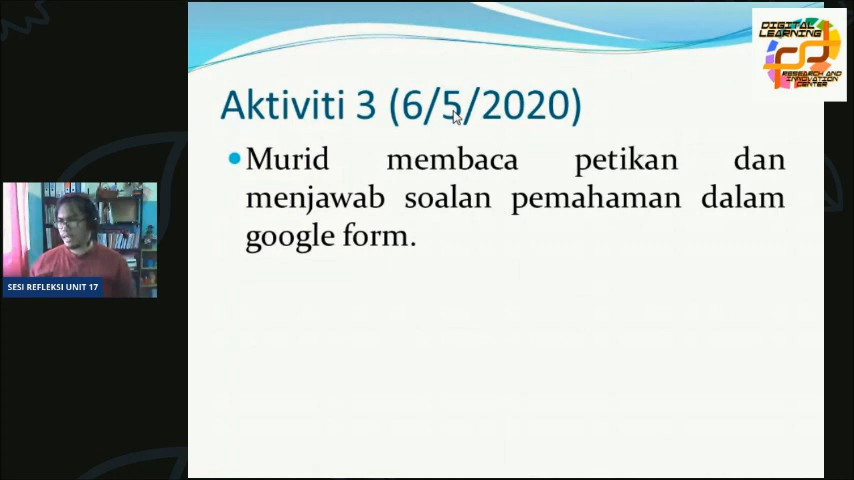 DIGITAL
LEARNING
RESEARCH AND
INNOVATION
CENTER
Aktiviti 3 (6/5/2020)
Murid membaca petikan dan
menjawab soalan pemahaman dalam
google form.
SESI REFLEKSI UNIT 17